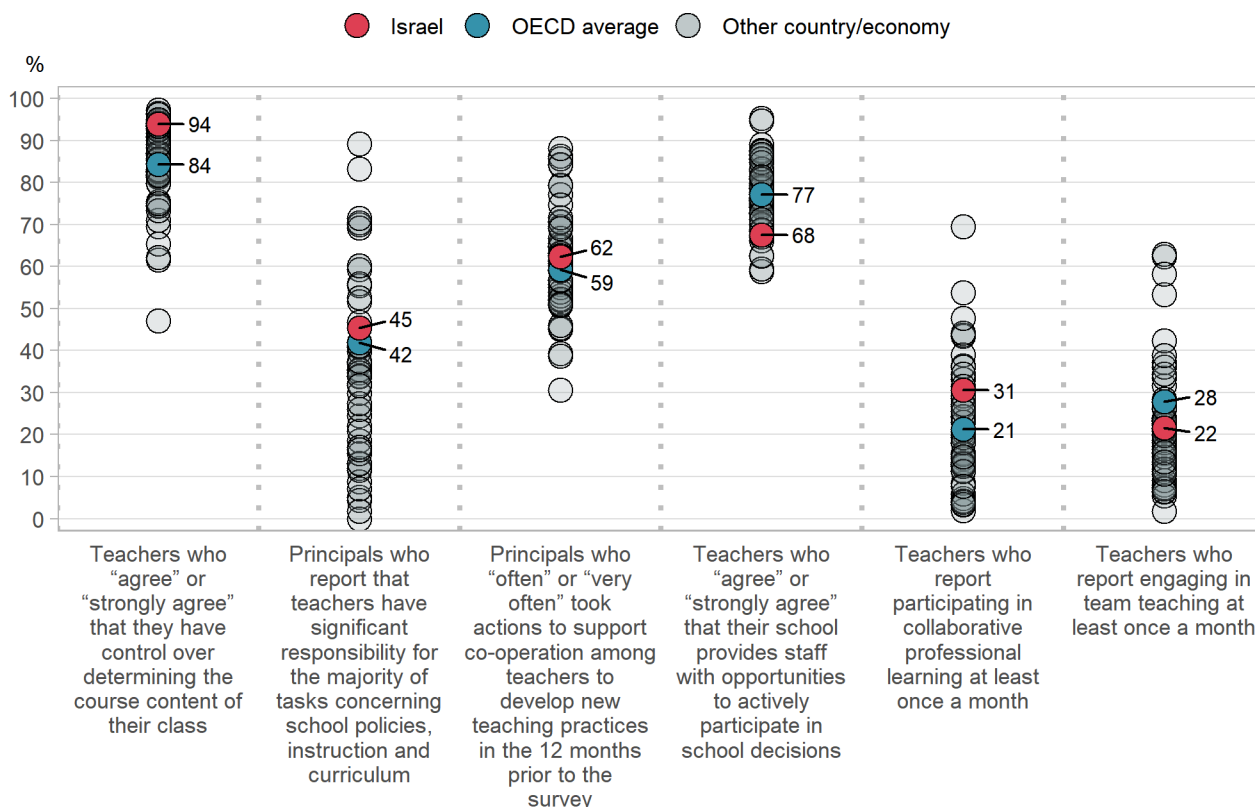 Israel OECD average Other country/economy
%
100
90
80
70
60
50
40
30
20
10
0
94
84
45
42
62
59
77
68
31
21
28
22
Teachers who
“agree” or
“strongly agree”
that they have
control over
determining the
course content of
their class
Principals who
report that
teachers have
significant
responsibility for
the majority of
tasks concerning
school policies,
instruction and
curriculum
Principals who
“often” or “very
often” took
actions to support
co-operation among
teachers to
develop new
teaching practices
in the 12 months
prior to the
survey
Teachers who
“agree” or
“strongly agree”
that their school
provides staff
with opportunities
to actively
participate in
school decisions
Teachers who
report
participating in
collaborative
professional
learning at least
once a month
Teachers who
report engaging in
team teaching at
least once a month